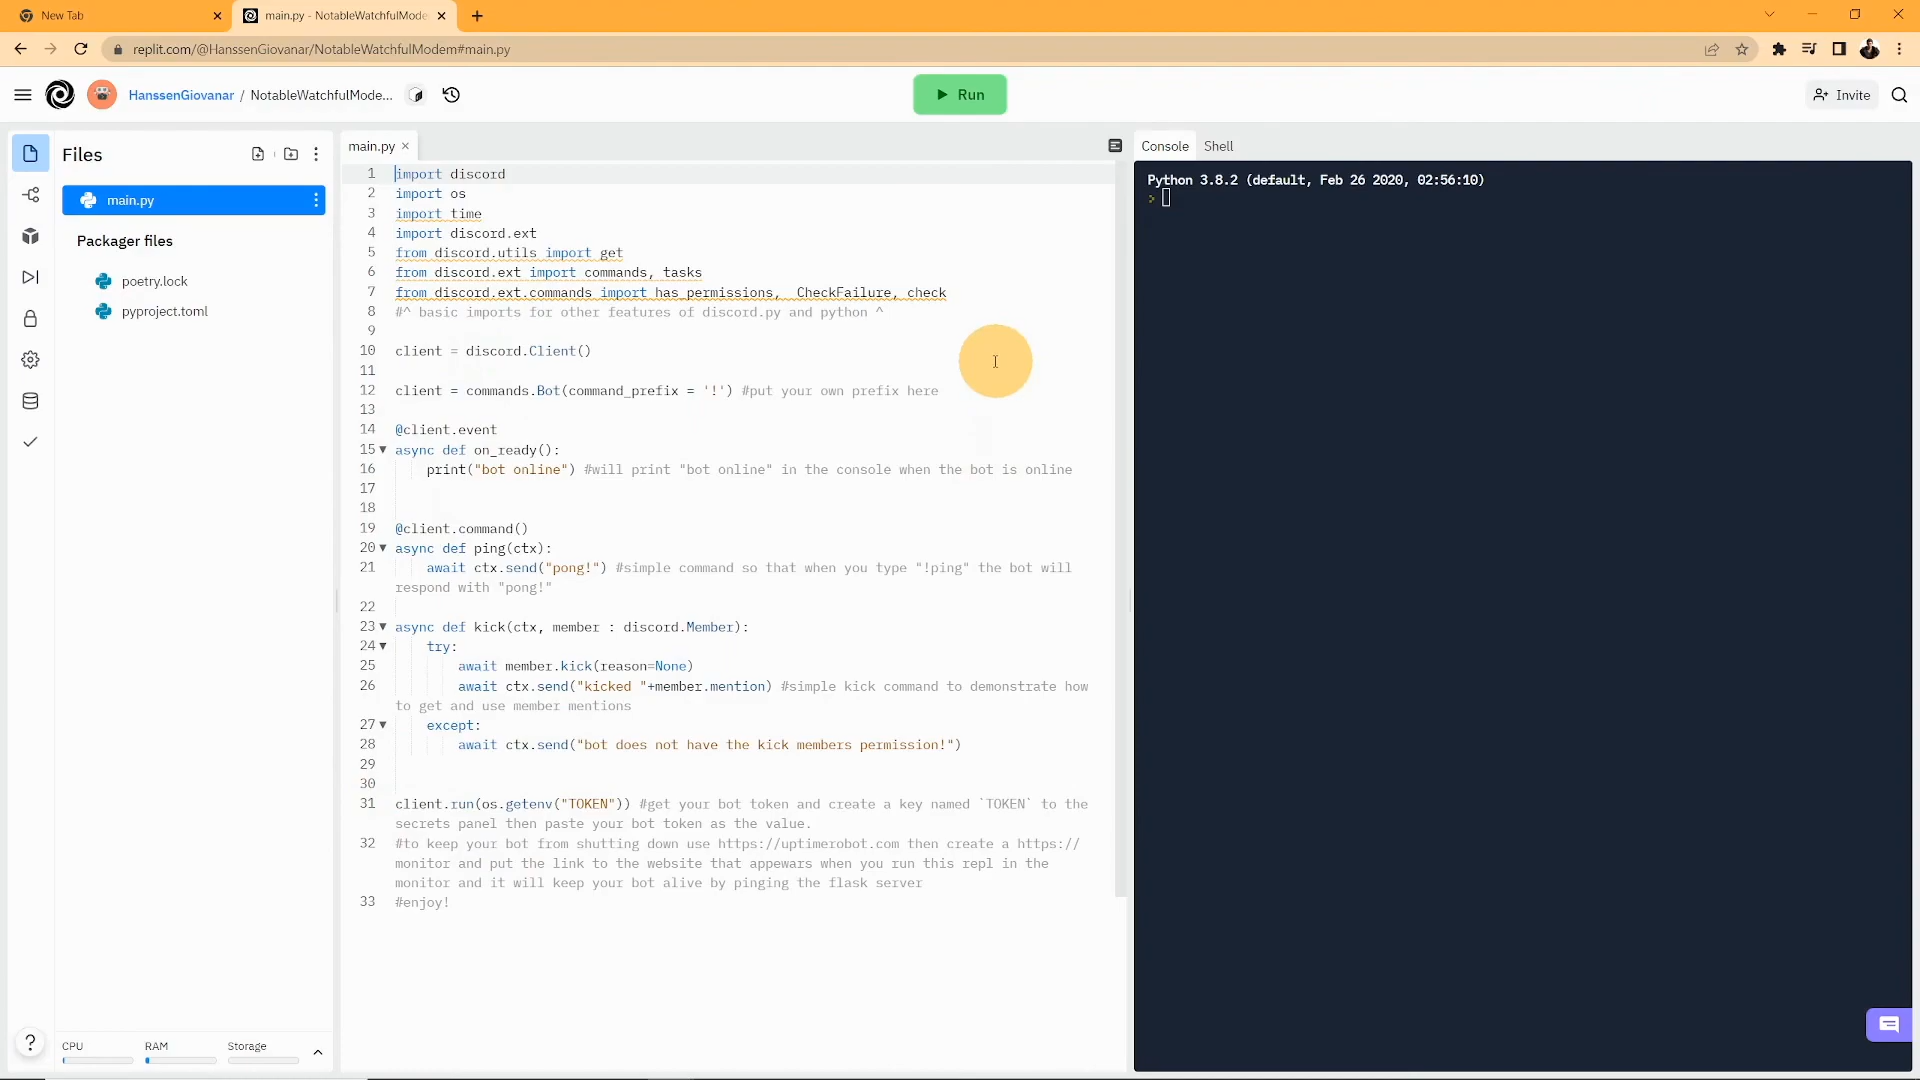 New Tab
main.py - NotableWatchfulMode
replit.com/@HanssenGiovanar/NotableWatchfulModem#main.py
HanssenGiovanar / NotableWatchfulMode...
Run
Invite
Files
main.py
Packager files
poetry.lock
pyproject.toml
CPU
RAM
Storage
main.py
1 import discord
2 import os
3 import time
4 import discord.ext
5 from discord.utils import get
6 from discord.ext import commands, tasks
7 from discord.ext.commands import has_permissions,  CheckFailure, check
8 #^ basic imports for other features of discord.py and python ^
9
10 client = discord.Client()
11
12 client = commands.Bot(command_prefix = '!') #put your own prefix here
13
14 @client.event
15 async def on_ready():
16     print("bot online") #will print "bot online" in the console when the bot is online
17
18
19 @client.command()
20 async def ping(ctx):
21     await ctx.send("pong!") #simple command so that when you type "!ping" the bot will
respond with "pong!"
22
23 async def kick(ctx, member : discord.Member):
24     try:
25         await member.kick(reason=None)
26         await ctx.send("kicked "+member.mention) #simple kick command to demonstrate how
to get and use member mentions
27     except:
28         await ctx.send("bot does not have the kick members permission!")
29
30
31 client.run(os.getenv("TOKEN")) #get your bot token and create a key named `TOKEN` to the
secrets panel then paste your bot token as the value.
32 #to keep your bot from shutting down use https://uptimerobot.com then create a https://
monitor and put the link to the website that appewars when you run this repl in the
monitor and it will keep your bot alive by pinging the flask server
33 #enjoy!
Console
Shell
Python 3.8.2 (default, Feb 26 2020, 02:56:10)
>